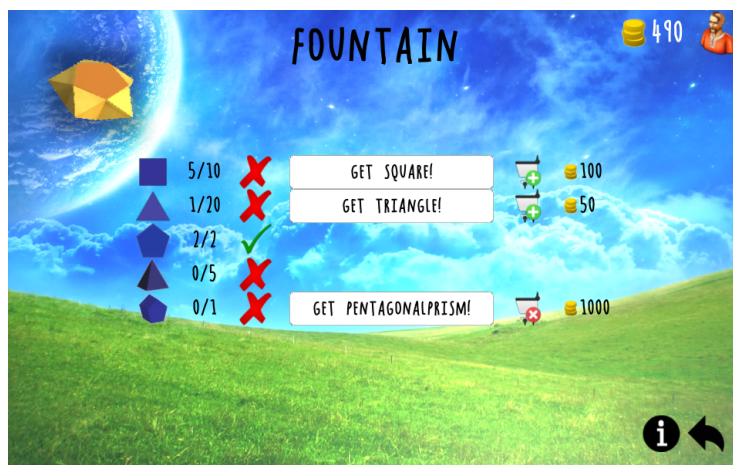 FOUNTAIN
490
5/10 GET SQUARE! 100
1/20 GET TRIANGLE! 50
2/2
0/5
0/1 GET PENTAGONALPRISM! 1000
i